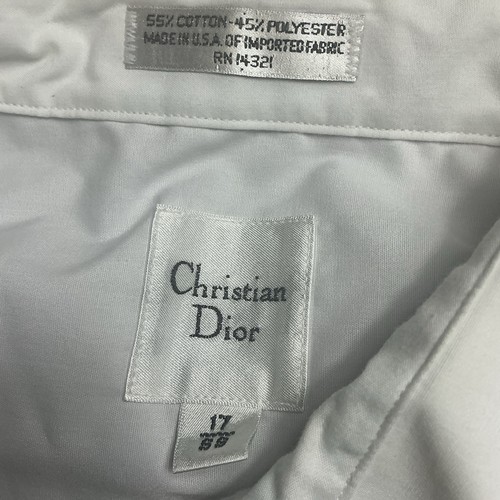 55% COTTON-45% POLYESTER
MADE IN U.S.A. OF IMPORTED FABRIC
RN 14321
Christian
Dior
17